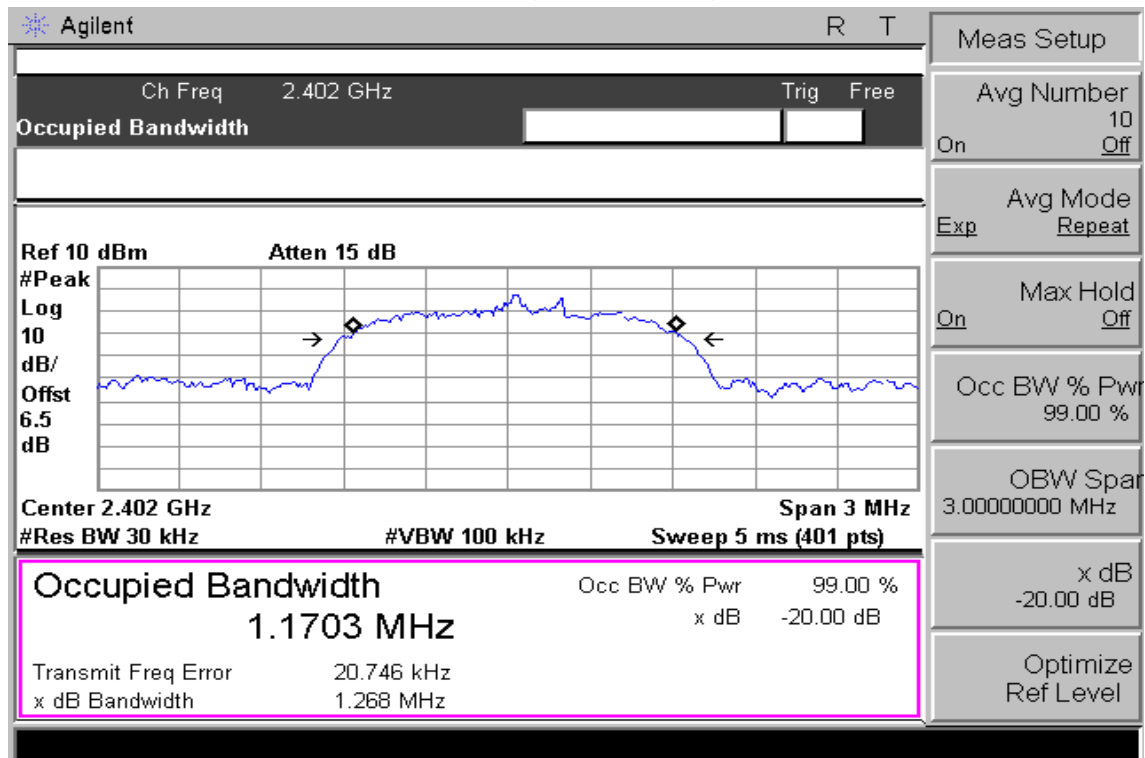 Agilent R T
Ch Freq 2.402 GHz Trig Free
Occupied Bandwidth
Ref 10 dBm Atten 15 dB
#Peak
Log
10
dB/
Offst
6.5
dB
Center 2.402 GHz Span 3 MHz
#Res BW 30 kHz #VBW 100 kHz Sweep 5 ms (401 pts)
Occupied Bandwidth
1.1703 MHz
Occ BW % Pwr 99.00 %
x dB -20.00 dB
Transmit Freq Error 20.746 kHz
x dB Bandwidth 1.268 MHz
Meas Setup
Avg Number
10
On Off
Avg Mode
Exp Repeat
Max Hold
On Off
Occ BW % Pwr
99.00 %
OBW Span
3.00000000 MHz
x dB
-20.00 dB
Optimize
Ref Level